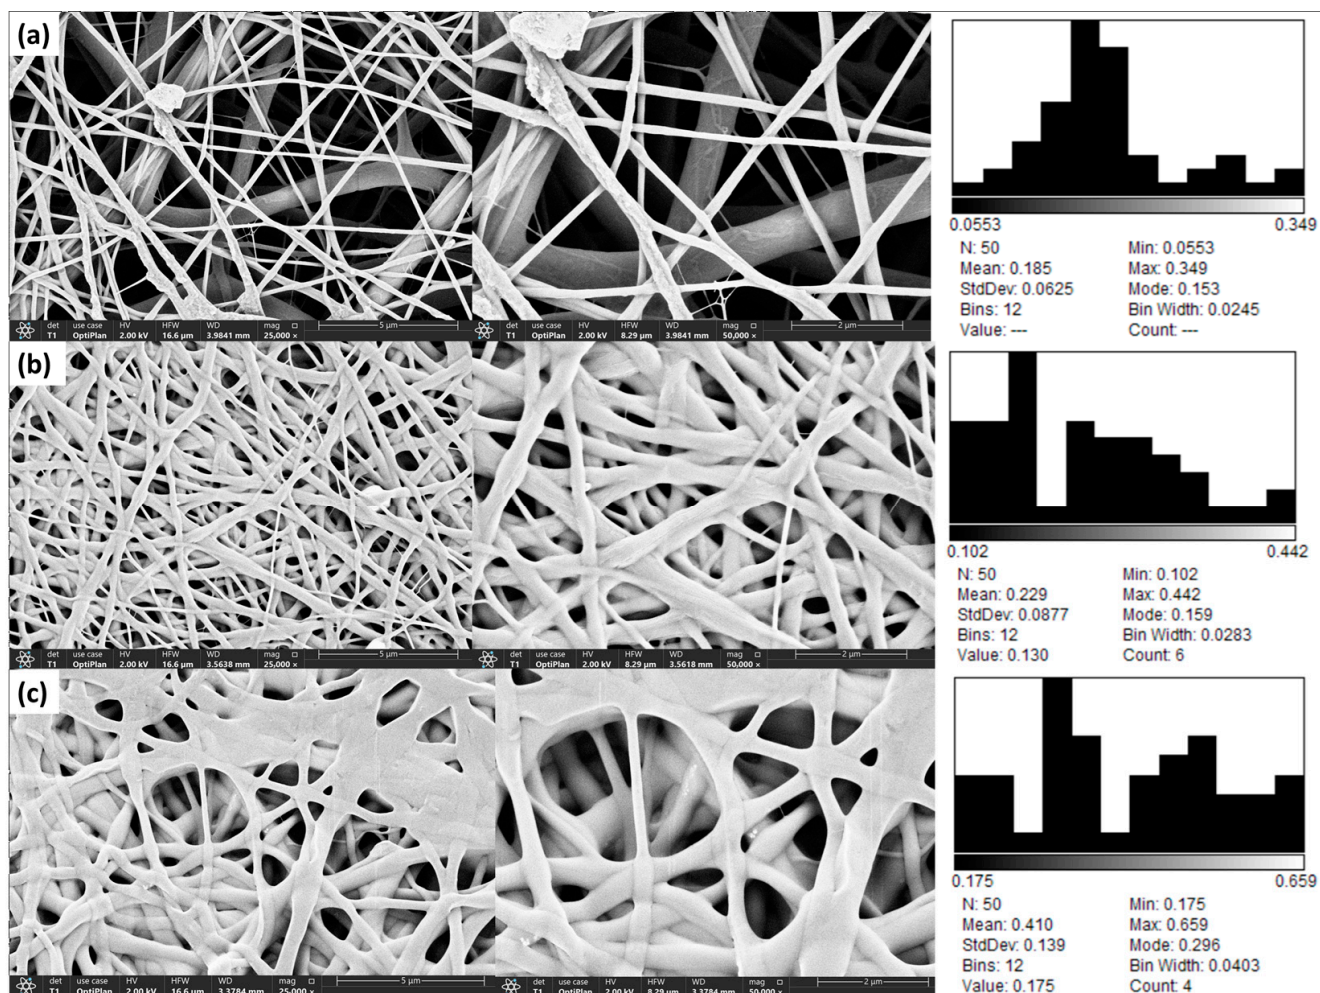 (a)
det use case HV HFW WD mag □ 5 μm
T1 OptiPlan 2.00 kV 16.6 μm 3.9841 mm 25,000 ×
det use case HV HFW WD mag □ 2 μm
T1 OptiPlan 2.00 kV 8.29 μm 3.9841 mm 50,000 ×
0.0553 0.349
N: 50 Min: 0.0553
Mean: 0.185 Max: 0.349
StdDev: 0.0625 Mode: 0.153
Bins: 12 Bin Width: 0.0245
Value: --- Count: ---
(b)
det use case HV HFW WD mag □ 5 μm
T1 OptiPlan 2.00 kV 16.6 μm 3.5638 mm 25,000 ×
det use case HV HFW WD mag □ 2 μm
T1 OptiPlan 2.00 kV 8.29 μm 3.5618 mm 50,000 ×
0.102 0.442
N: 50 Min: 0.102
Mean: 0.229 Max: 0.442
StdDev: 0.0877 Mode: 0.159
Bins: 12 Bin Width: 0.0283
Value: 0.130 Count: 6
(c)
det use case HV HFW WD mag □ 5 μm
T1 OptiPlan 2.00 kV 16.6 μm 3.3784 mm 25,000 ×
det use case HV HFW WD mag □ 2 μm
T1 OptiPlan 2.00 kV 8.29 μm 3.3784 mm 50,000 ×
0.175 0.659
N: 50 Min: 0.175
Mean: 0.410 Max: 0.659
StdDev: 0.139 Mode: 0.296
Bins: 12 Bin Width: 0.0403
Value: 0.175 Count: 4